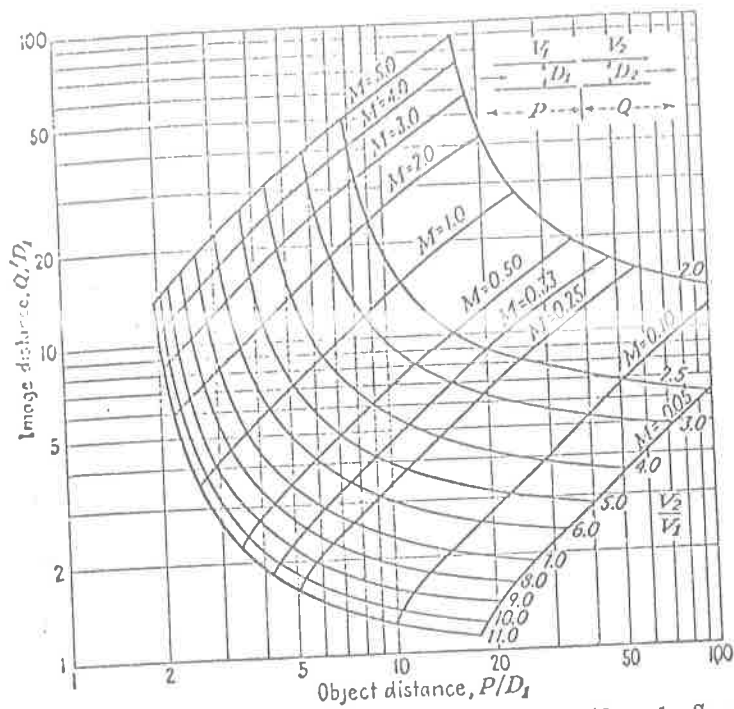 100
50
20
10
5
2
1
Image distance, Q/D₁
M=5.0
M=4.0
M=3.0
M=2.0
M=1.0
M=0.50
M=0.33
M=0.25
M=0.10
M=0.05
V₁ V₂
D₁ D₂
P Q
2.0
2.5
3.0
4.0
5.0
6.0
7.0
8.0
9.0
10.0
11.0
V₂
V₁
1 2 5 10 20 50 100
Object distance, P/D₁